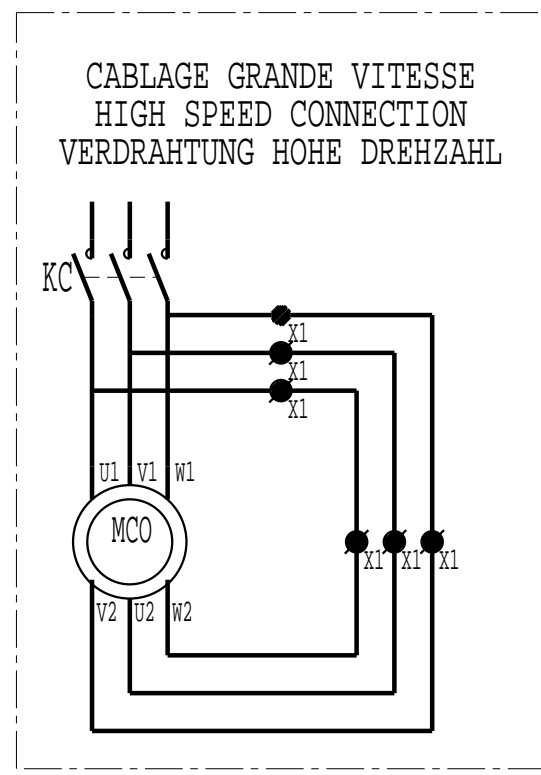 CABLAGE GRANDE VITESSE
HIGH SPEED CONNECTION
VERDRAHTUNG HOHE DREHZAHL
KC
X1
X1
X1
U1 V1 W1
MCO
X1 X1 X1
V2 U2 W2